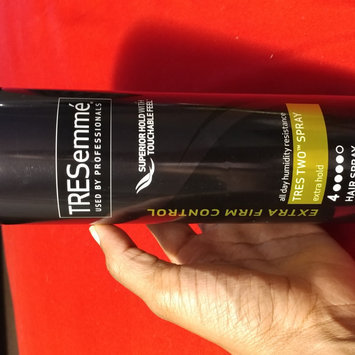 TRESemmé
USED BY PROFESSIONALS
SUPERIOR HOLD WITH
TOUCHABLE FEEL
EXTRA FIRM CONTROL
all day humidity resistance
TRES TWO™ SPRAY
extra hold
4
HAIR SPRAY